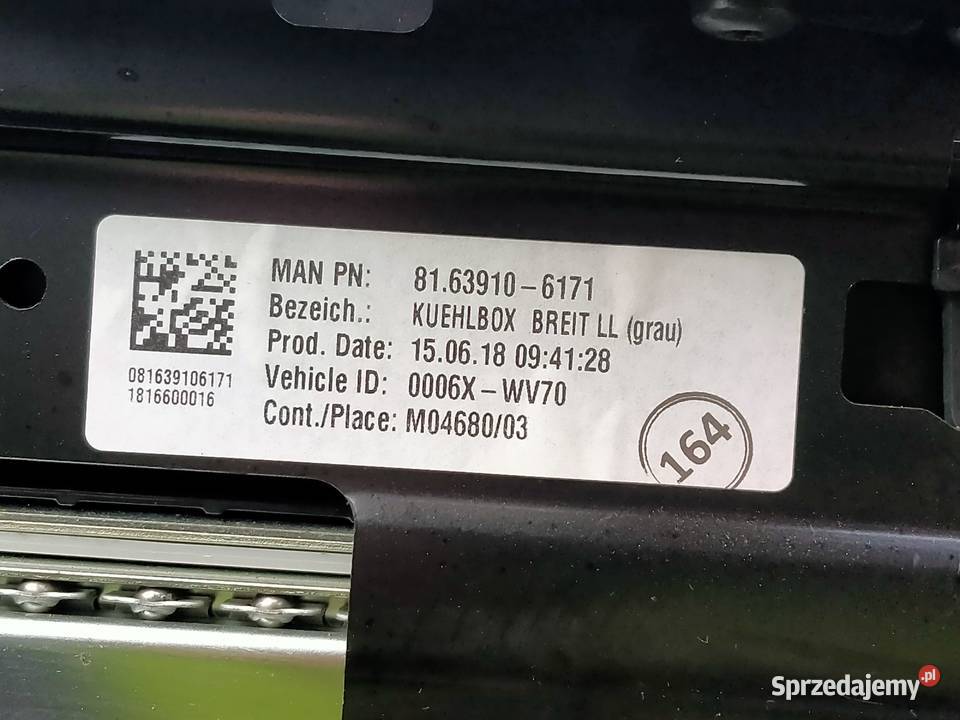 MAN PN: 81.63910-6171
Bezeich.: KUEHLBOX BREIT LL (grau)
Prod. Date: 15.06.18 09:41:28
Vehicle ID: 0006X-WV70
Cont./Place: M04680/03
081639106171
1816600016
164
Sprzedajemy.pl